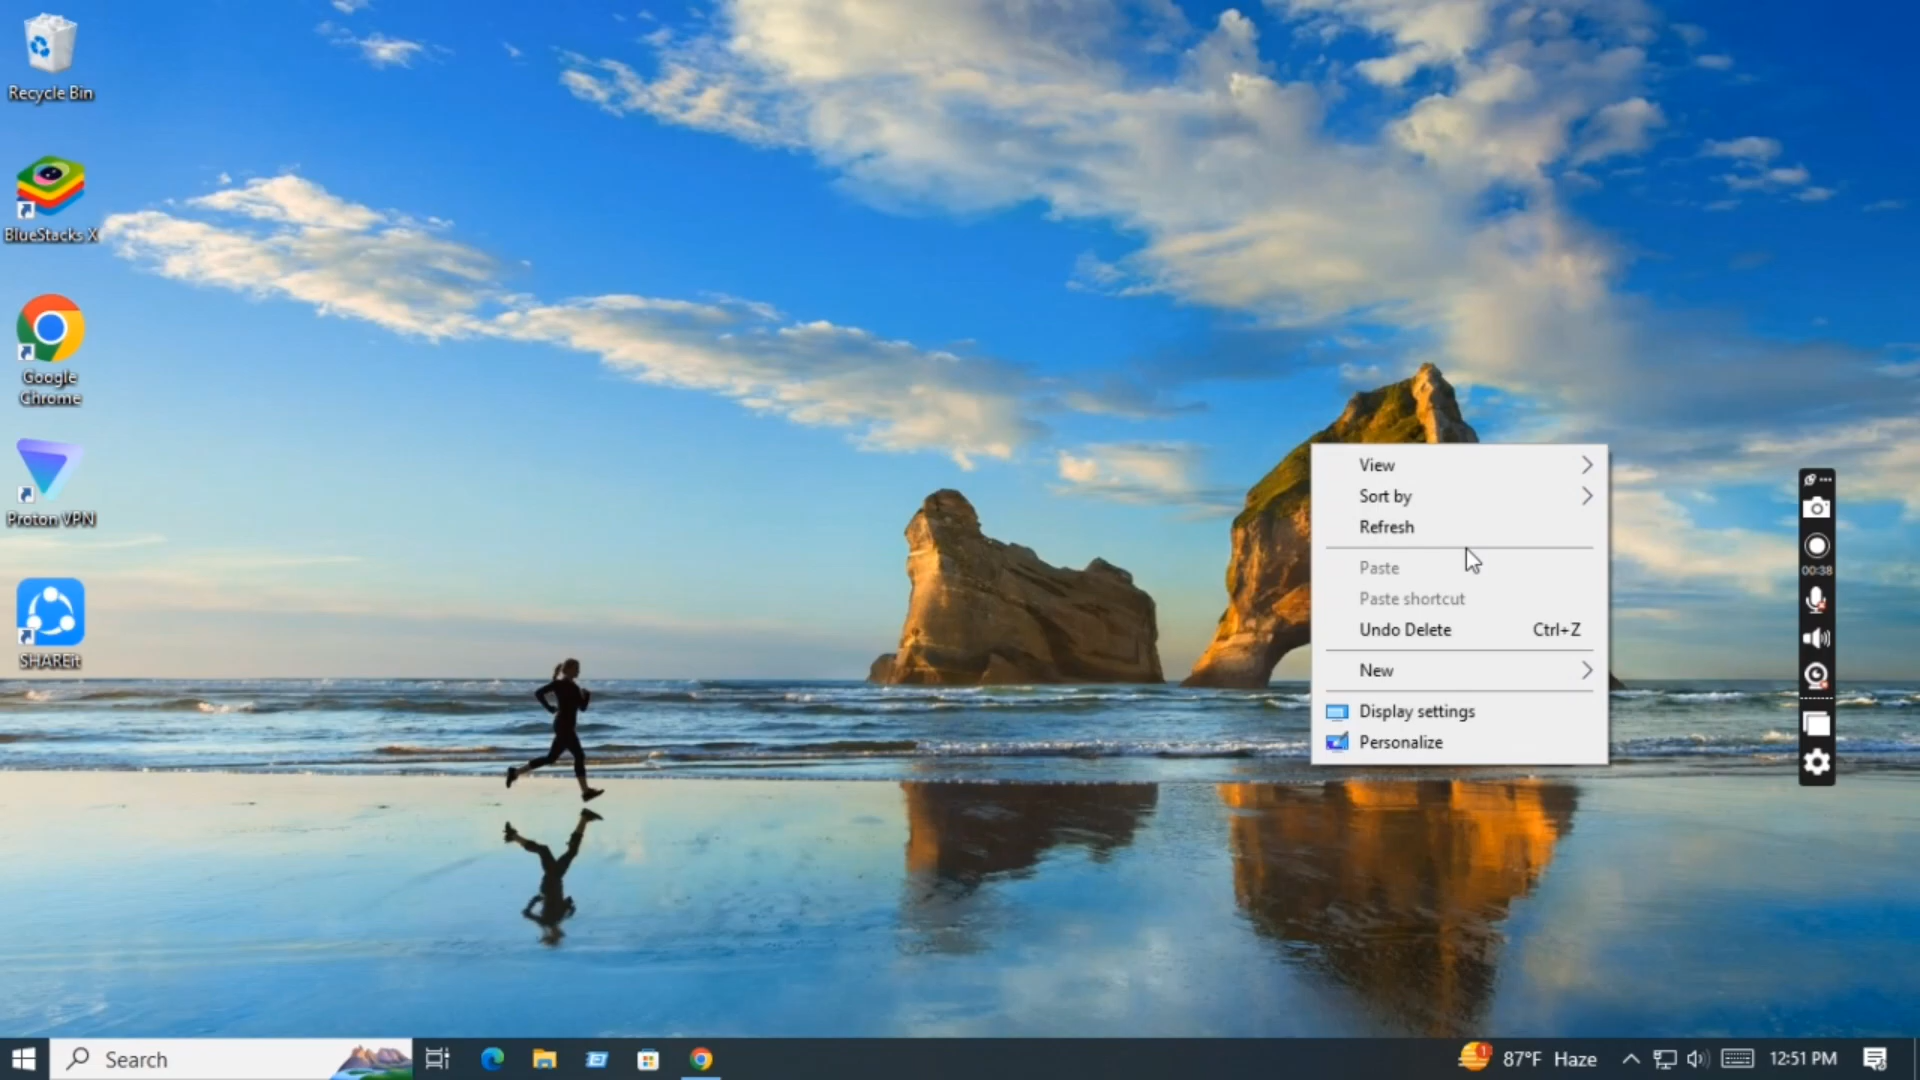 Recycle Bin
BlueStacks X
Google
Chrome
Proton VPN
SHAREit
View
Sort by
Refresh
Paste
Paste shortcut
Undo Delete Ctrl+Z
New
Display settings
Personalize
00:38
Search
1
87°F Haze
12:51 PM